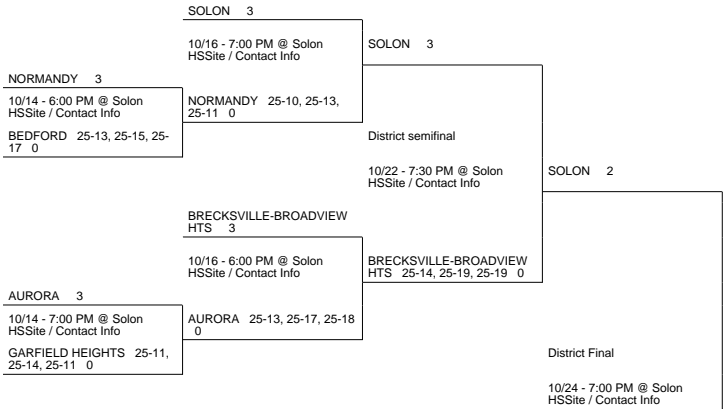 SOLON 3
10/16 - 7:00 PM @ Solon
HSSite / Contact Info
SOLON 3
NORMANDY 3
10/14 - 6:00 PM @ Solon
HSSite / Contact Info
NORMANDY 25-10, 25-13,
25-11 0
BEDFORD 25-13, 25-15, 25-
17 0
District semifinal
10/22 - 7:30 PM @ Solon
HSSite / Contact Info
SOLON 2
BRECKSVILLE-BROADVIEW
HTS 3
10/16 - 6:00 PM @ Solon
HSSite / Contact Info
BRECKSVILLE-BROADVIEW
HTS 25-14, 25-19, 25-19 0
AURORA 3
10/14 - 7:00 PM @ Solon
HSSite / Contact Info
AURORA 25-13, 25-17, 25-18
0
GARFIELD HEIGHTS 25-11,
25-14, 25-11 0
District Final
10/24 - 7:00 PM @ Solon
HSSite / Contact Info